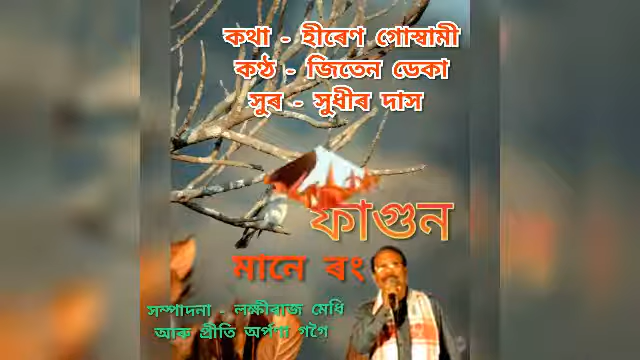 কথা - হীৰেণ গোস্বামী
কণ্ঠ - জিতেন ডেকা
সুৰ - সুধীৰ দাস
ফাগুন
মানে ৰং
সম্পাদনা - লক্ষীৰাজ মেধি
আৰু প্ৰীতি অৰ্পণা গগৈ